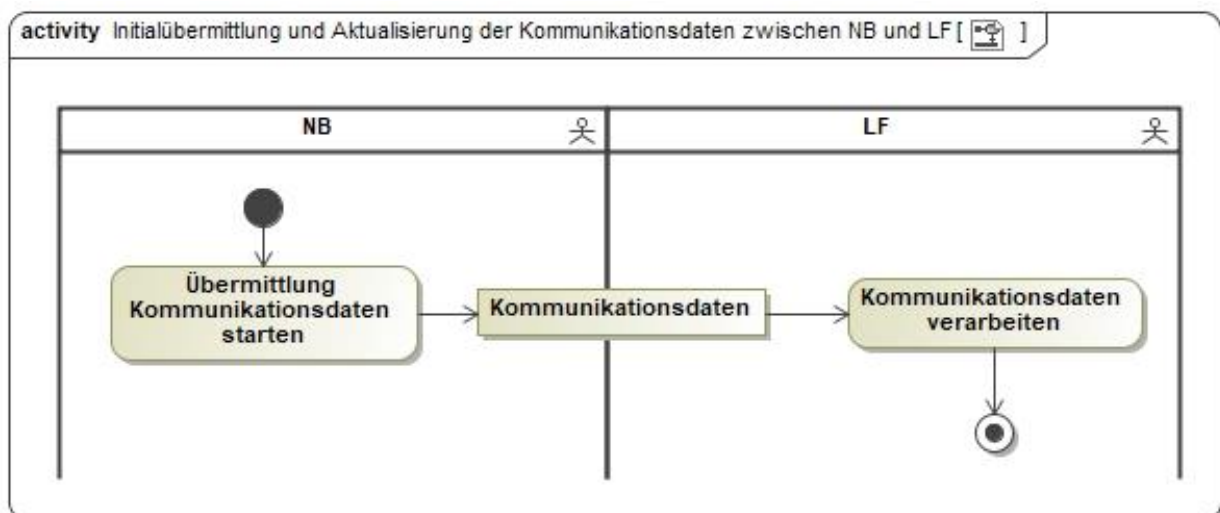 activity Initialübermittlung und Aktualisierung der Kommunikationsdaten zwischen NB und LF [ ]
NB
LF
Übermittlung
Kommunikationsdaten
starten
Kommunikationsdaten
Kommunikationsdaten
verarbeiten